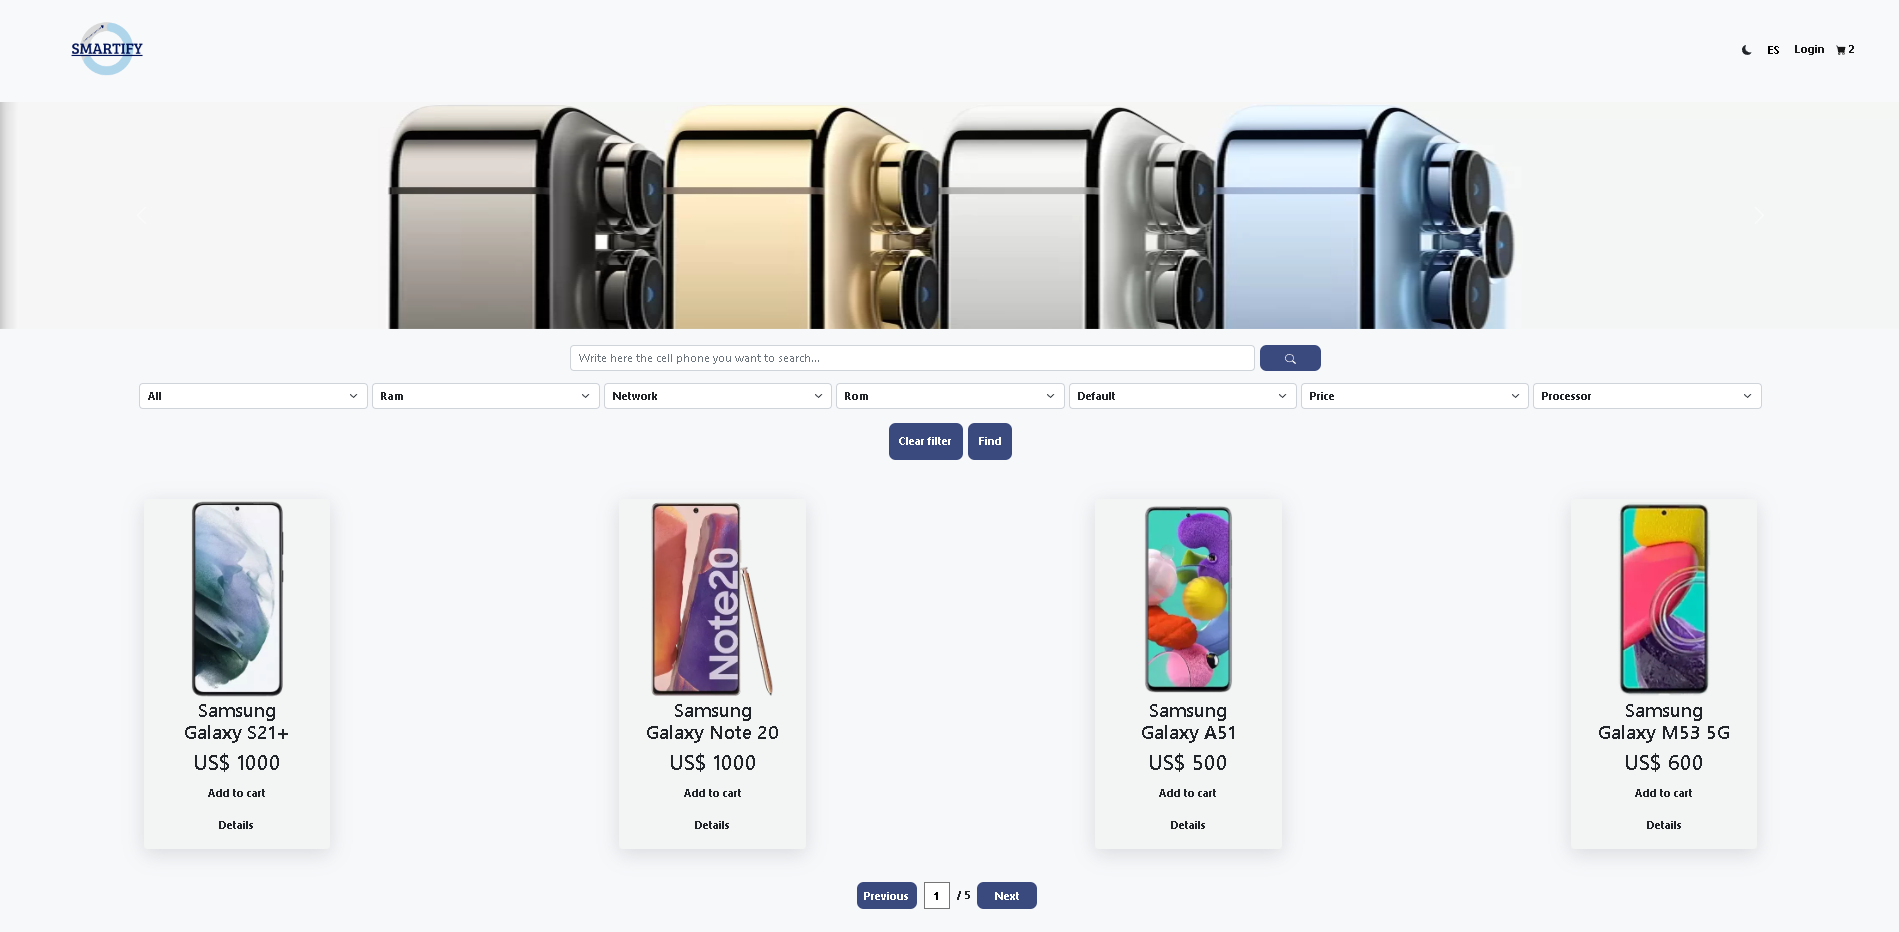 SMARTIFY
ES Login 2
Write here the cell phone you want to search...
All Ram Network Rom Default Price Processor
Clear filter Find
Note20
Samsung
Galaxy S21+
US$ 1000
Add to cart
Details
Samsung
Galaxy Note 20
US$ 1000
Add to cart
Details
Samsung
Galaxy A51
US$ 500
Add to cart
Details
Samsung
Galaxy M53 5G
US$ 600
Add to cart
Details
Previous 1 / 5 Next